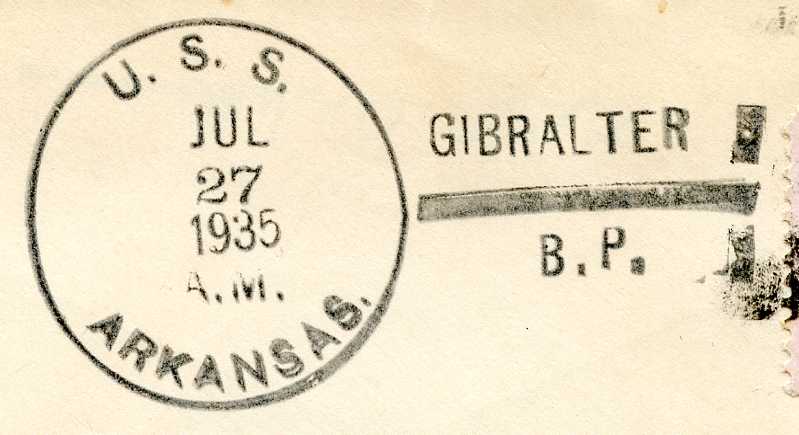 U. S. S.
JUL
27
1935
A.M.
ARKANSAS.
GIBRALTER
B.P.